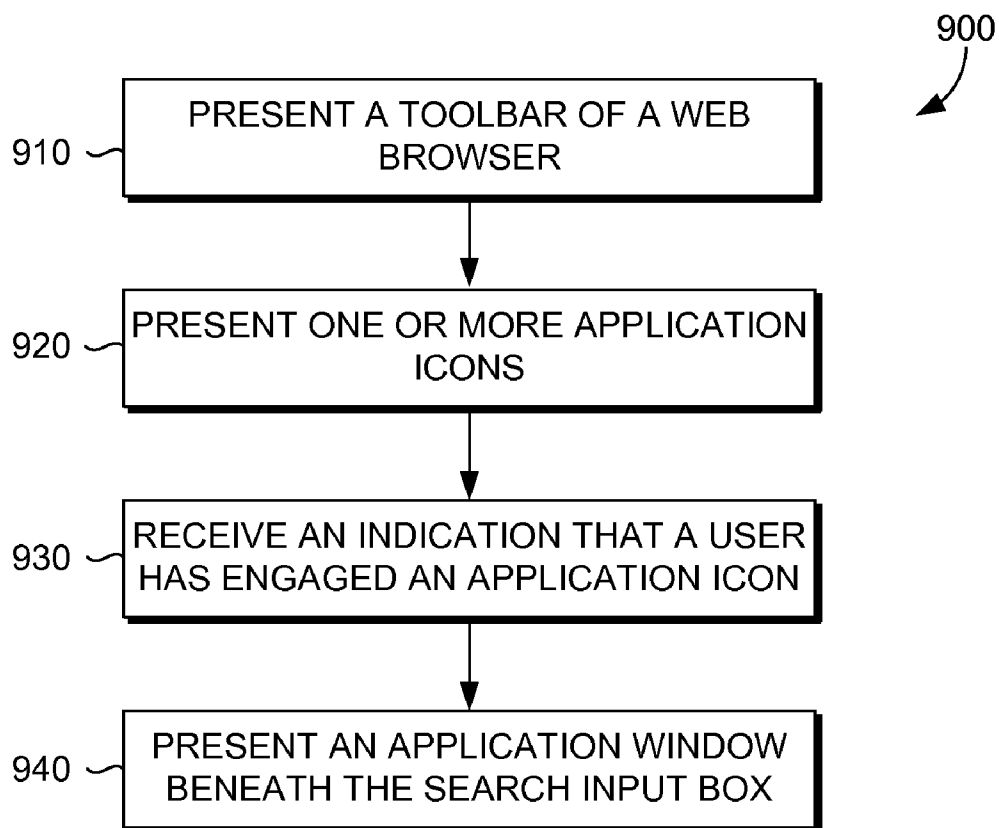 900
910
PRESENT A TOOLBAR OF A WEB
BROWSER
920
PRESENT ONE OR MORE APPLICATION
ICONS
930
RECEIVE AN INDICATION THAT A USER
HAS ENGAGED AN APPLICATION ICON
940
PRESENT AN APPLICATION WINDOW
BENEATH THE SEARCH INPUT BOX